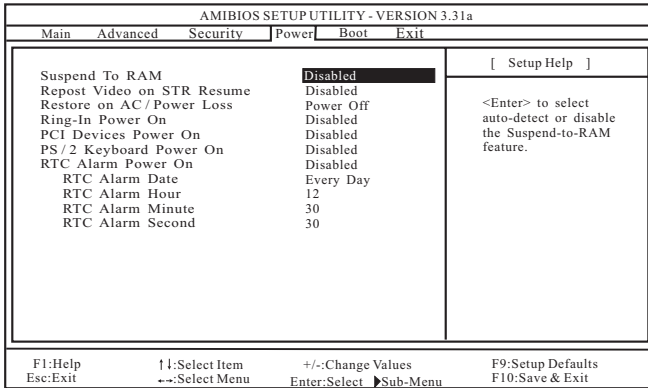 AMIBIOS SETUP UTILITY - VERSION 3.31a
Main Advanced Security Power Boot Exit
[ Setup Help ]
Suspend To RAM Disabled
Repost Video on STR Resume Disabled
Restore on AC / Power Loss Power Off
Ring-In Power On Disabled
PCI Devices Power On Disabled
PS / 2 Keyboard Power On Disabled
RTC Alarm Power On Disabled
RTC Alarm Date Every Day
RTC Alarm Hour 12
RTC Alarm Minute 30
RTC Alarm Second 30
<Enter> to select
auto-detect or disable
the Suspend-to-RAM
feature.
F1:Help ↑↓:Select Item +/-:Change Values F9:Setup Defaults
Esc:Exit ←→:Select Menu Enter:Select ▶Sub-Menu F10:Save & Exit